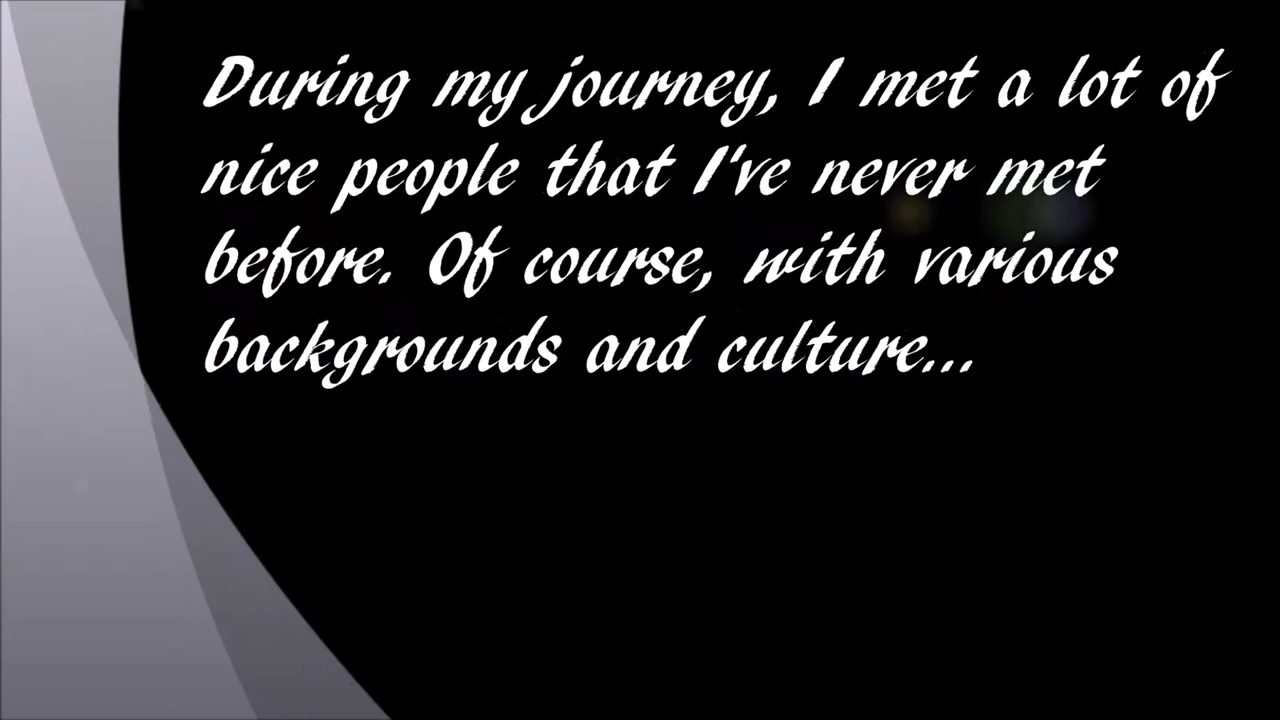 During my journey, I met a lot of
nice people that I've never met
before. Of course, with various
backgrounds and culture...